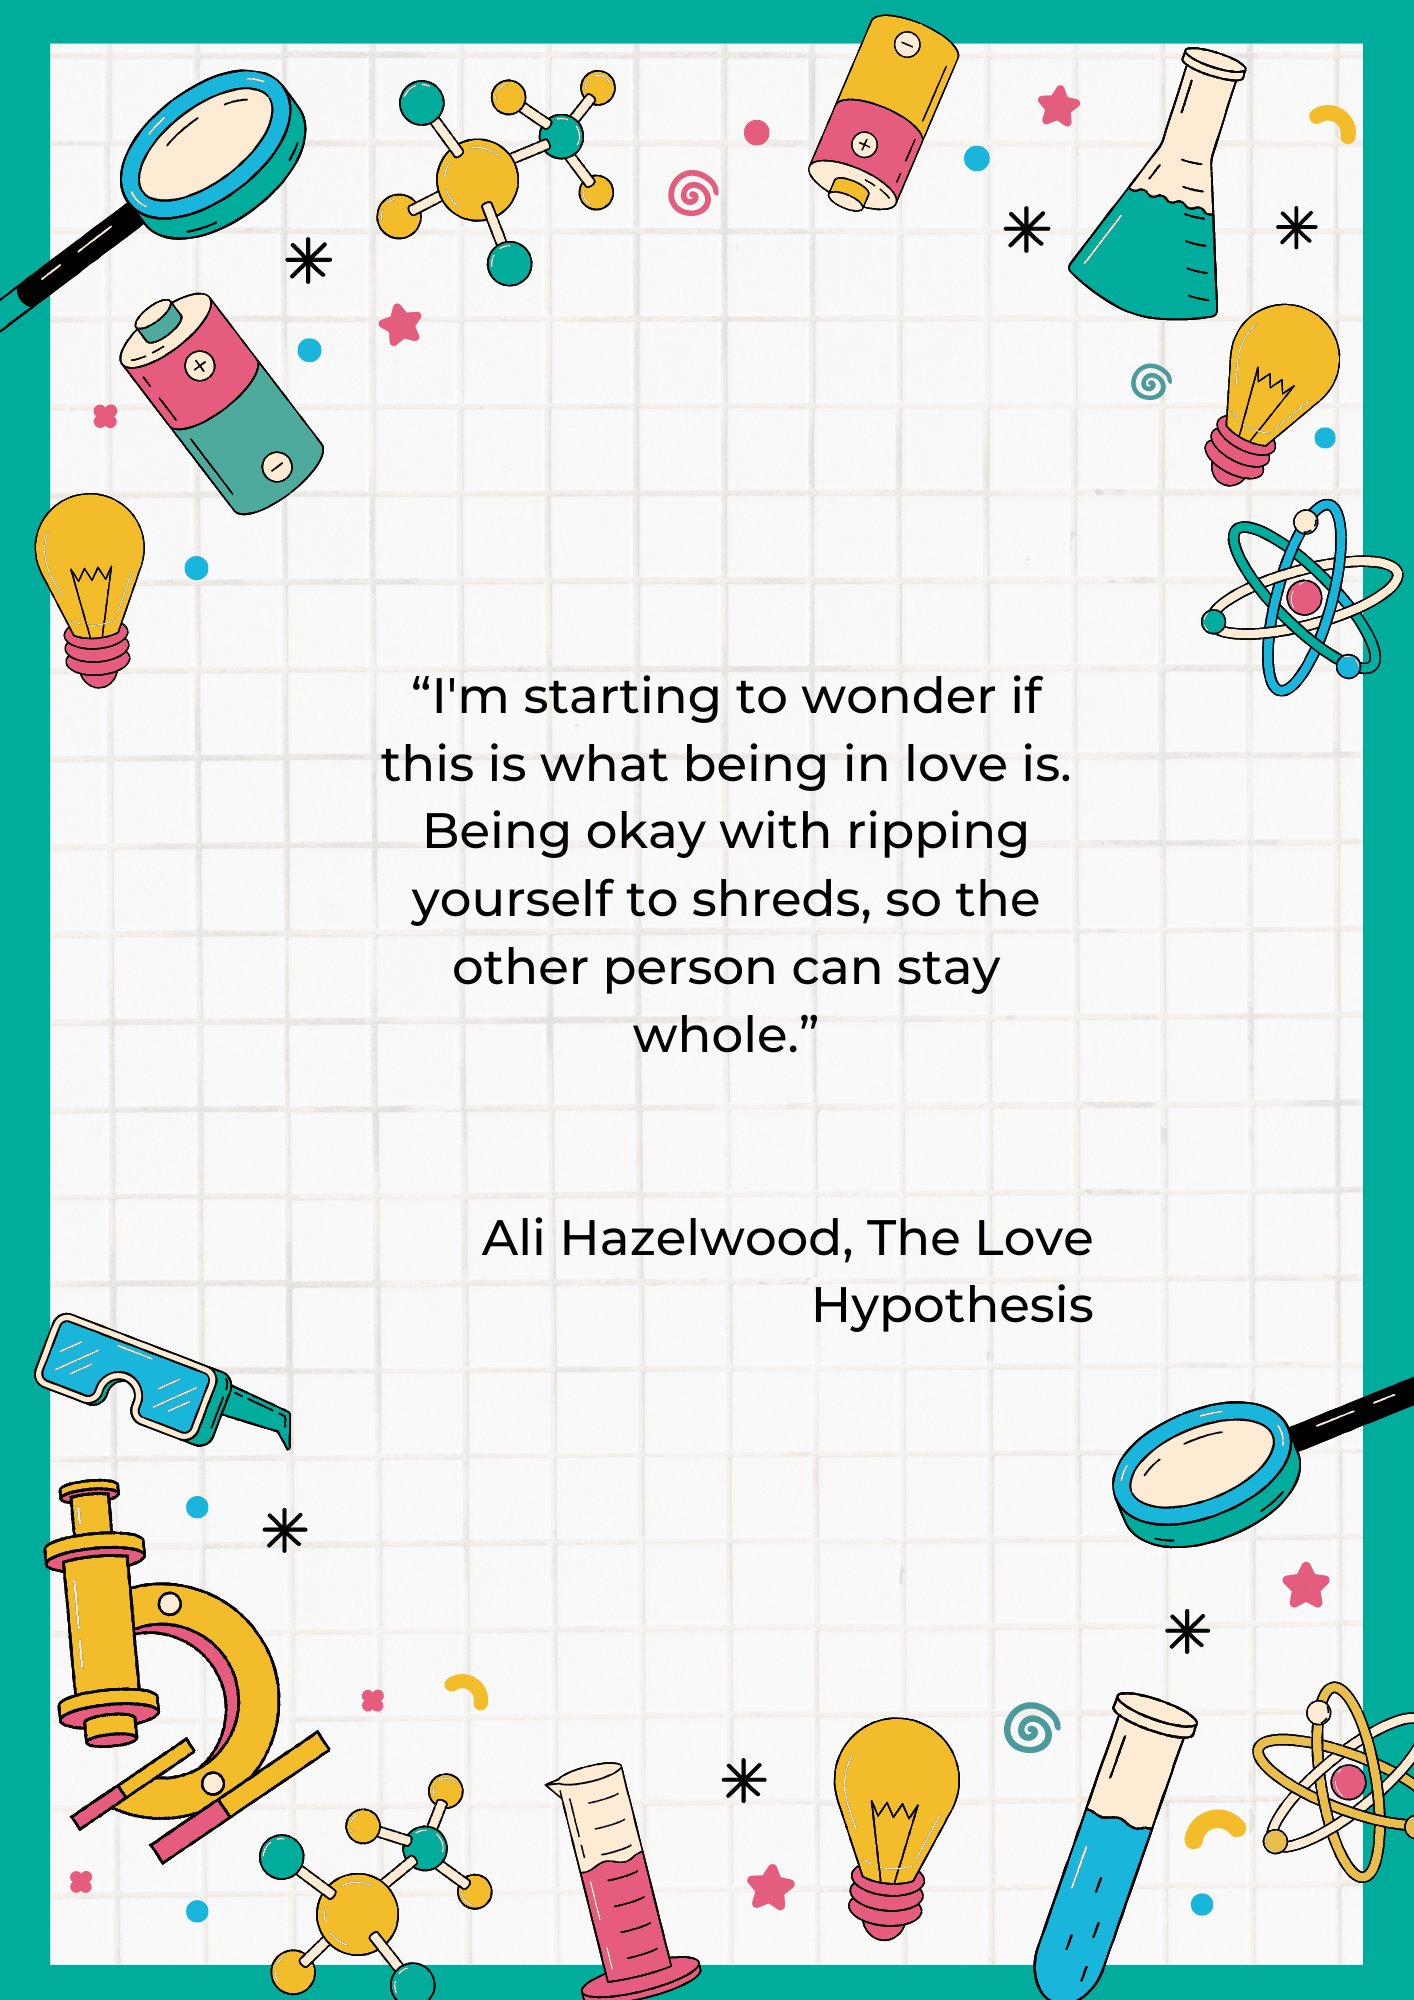 “I'm starting to wonder if
this is what being in love is.
Being okay with ripping
yourself to shreds, so the
other person can stay
whole.”
Ali Hazelwood, The Love
Hypothesis